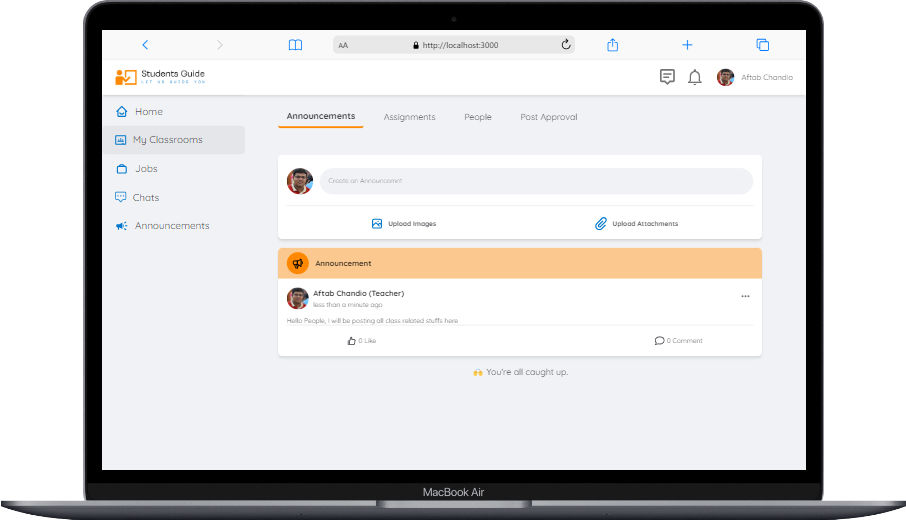 AA
http://localhost:3000
Students Guide
LET US GUIDE YOU
Aftab Chandio
Home
My Classrooms
Jobs
Chats
Announcements
Announcements
Assignments
People
Post Approval
Create an Announcement
Upload Images
Upload Attachments
Announcement
Aftab Chandio (Teacher)
less than a minute ago
Hello People, I will be posting all class related stuffs here
0 Like
0 Comment
You're all caught up.
MacBook Air